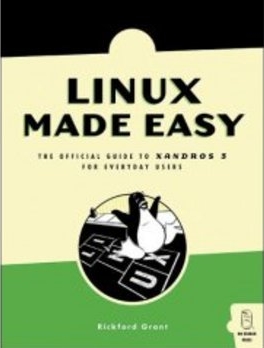 LINUX
MADE EASY
THE OFFICIAL GUIDE TO XANDROS 3
FOR EVERYDAY USERS
Rickford Grant